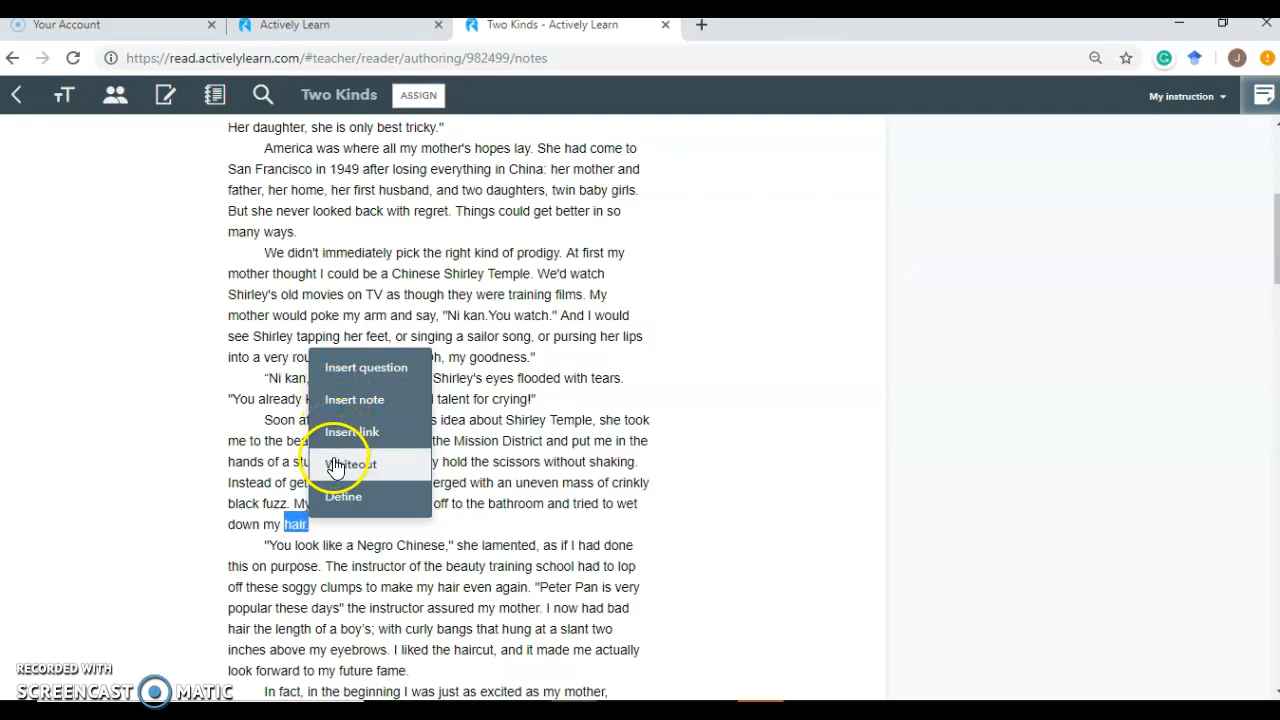 Your Account
Actively Learn
Two Kinds - Actively Learn
https://read.activelylearn.com/#teacher/reader/authoring/982499/notes
J
TT
Two Kinds
ASSIGN
My instruction
Her daughter, she is only best tricky."
America was where all my mother's hopes lay. She had come to
San Francisco in 1949 after losing everything in China: her mother and
father, her home, her first husband, and two daughters, twin baby girls.
But she never looked back with regret. Things could get better in so
many ways.
We didn't immediately pick the right kind of prodigy. At first my
mother thought I could be a Chinese Shirley Temple. We'd watch
Shirley's old movies on TV as though they were training films. My
mother would poke my arm and say, "Ni kan.You watch." And I would
see Shirley tapping her feet, or singing a sailor song, or pursing her lips
into a very h, my goodness."
“Ni kan, Shirley's eyes flooded with tears.
"You already talent for crying!"
Soon idea about Shirley Temple, she took
me to the the Mission District and put me in the
hands of a hold the scissors without shaking.
Instead of with an uneven mass of crinkly
black fuzz. My off to the bathroom and tried to wet
down my hair.
Insert question
Insert note
Insert link
Whiteout
Define
"You look like a Negro Chinese," she lamented, as if I had done
this on purpose. The instructor of the beauty training school had to lop
off these soggy clumps to make my hair even again. "Peter Pan is very
popular these days" the instructor assured my mother. I now had bad
hair the length of a boy’s; with curly bangs that hung at a slant two
inches above my eyebrows. I liked the haircut, and it made me actually
look forward to my future fame.
In fact, in the beginning I was just as excited as my mother,
RECORDED WITH
SCREENCAST MATIC